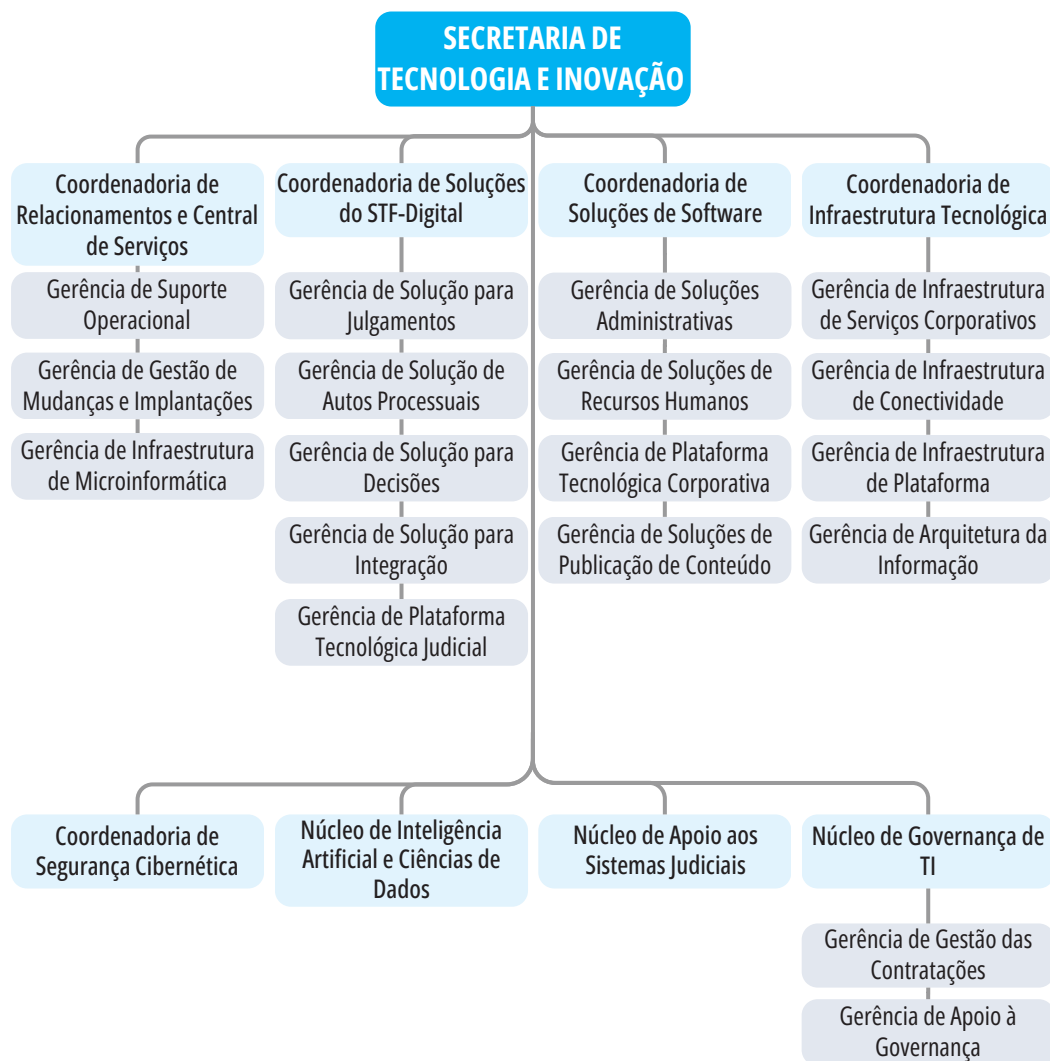 SECRETARIA DE
TECNOLOGIA E INOVAÇÃO
Coordenadoria de
Relacionamentos e Central
de Serviços
Gerência de Suporte
Operacional
Gerência de Gestão de
Mudanças e Implantações
Gerência de Infraestrutura
de Microinformática
Coordenadoria de Soluções
do STF-Digital
Gerência de Solução para
Julgamentos
Gerência de Solução de
Autos Processuais
Gerência de Solução para
Decisões
Gerência de Solução para
Integração
Gerência de Plataforma
Tecnológica Judicial
Coordenadoria de
Soluções de Software
Gerência de Soluções
Administrativas
Gerência de Soluções de
Recursos Humanos
Gerência de Plataforma
Tecnológica Corporativa
Gerência de Soluções de
Publicação de Conteúdo
Coordenadoria de
Infraestrutura Tecnológica
Gerência de Infraestrutura
de Serviços Corporativos
Gerência de Infraestrutura
de Conectividade
Gerência de Infraestrutura
de Plataforma
Gerência de Arquitetura da
Informação
Coordenadoria de
Segurança Cibernética
Núcleo de Inteligência
Artificial e Ciências de
Dados
Núcleo de Apoio aos
Sistemas Judiciais
Núcleo de Governança de
TI
Gerência de Gestão das
Contratações
Gerência de Apoio à
Governança